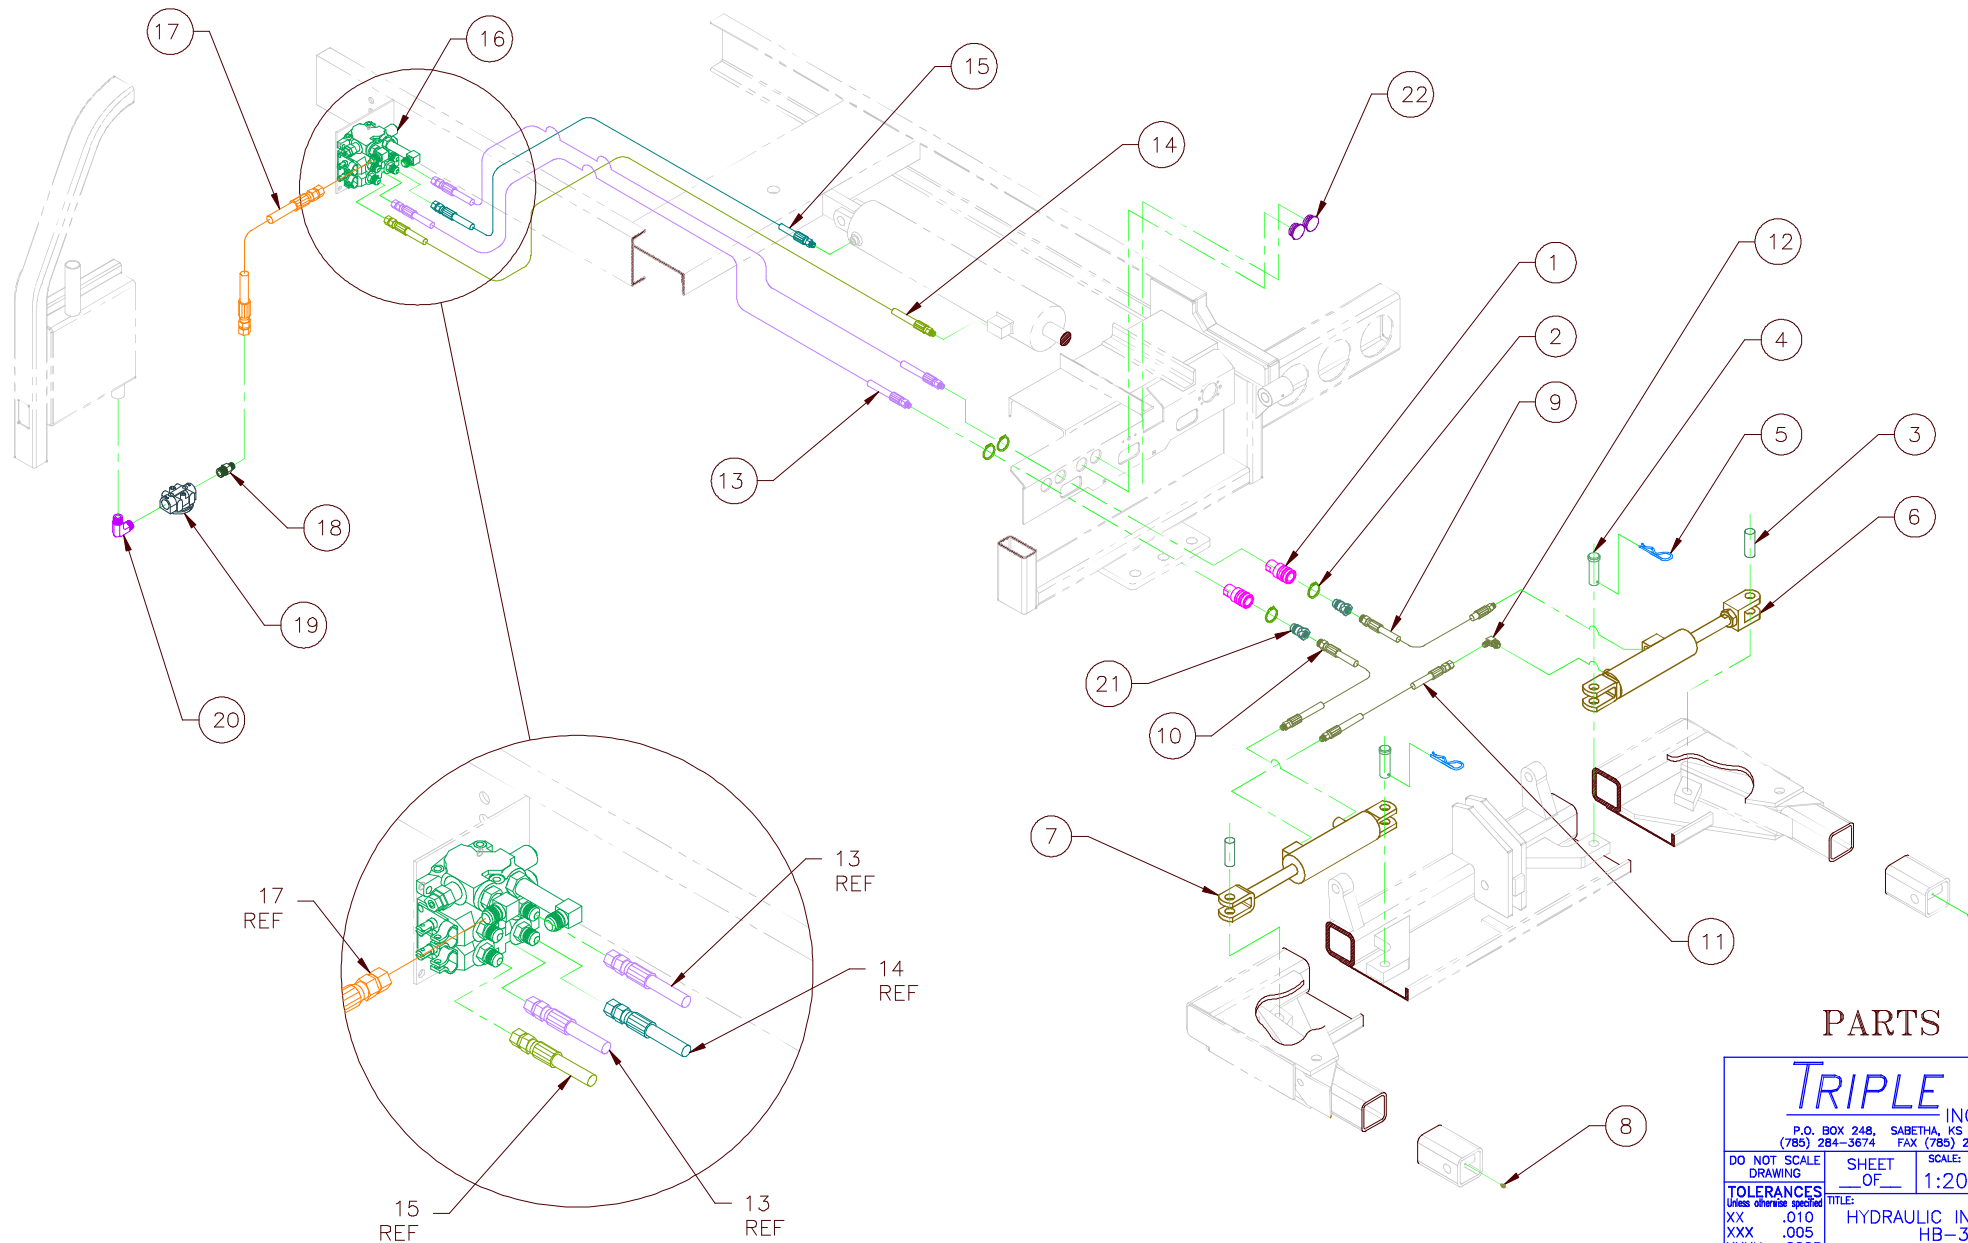 17
16
15
22
14
12
1
2
4
9
5
3
13
6
18
19
21
20
10
7
11
13
REF
17
REF
14
REF
8
15
REF
13
REF
PARTS
TRIPLE
INC
P.O. BOX 248, SABETHA, KS
(785) 284-3674 FAX (785) 2
DO NOT SCALE
DRAWING
SHEET
__OF__
SCALE:
1:20
TOLERANCES
Unless otherwise specified
XX .010
XXX .005
TITLE:
HYDRAULIC IN
HB-3